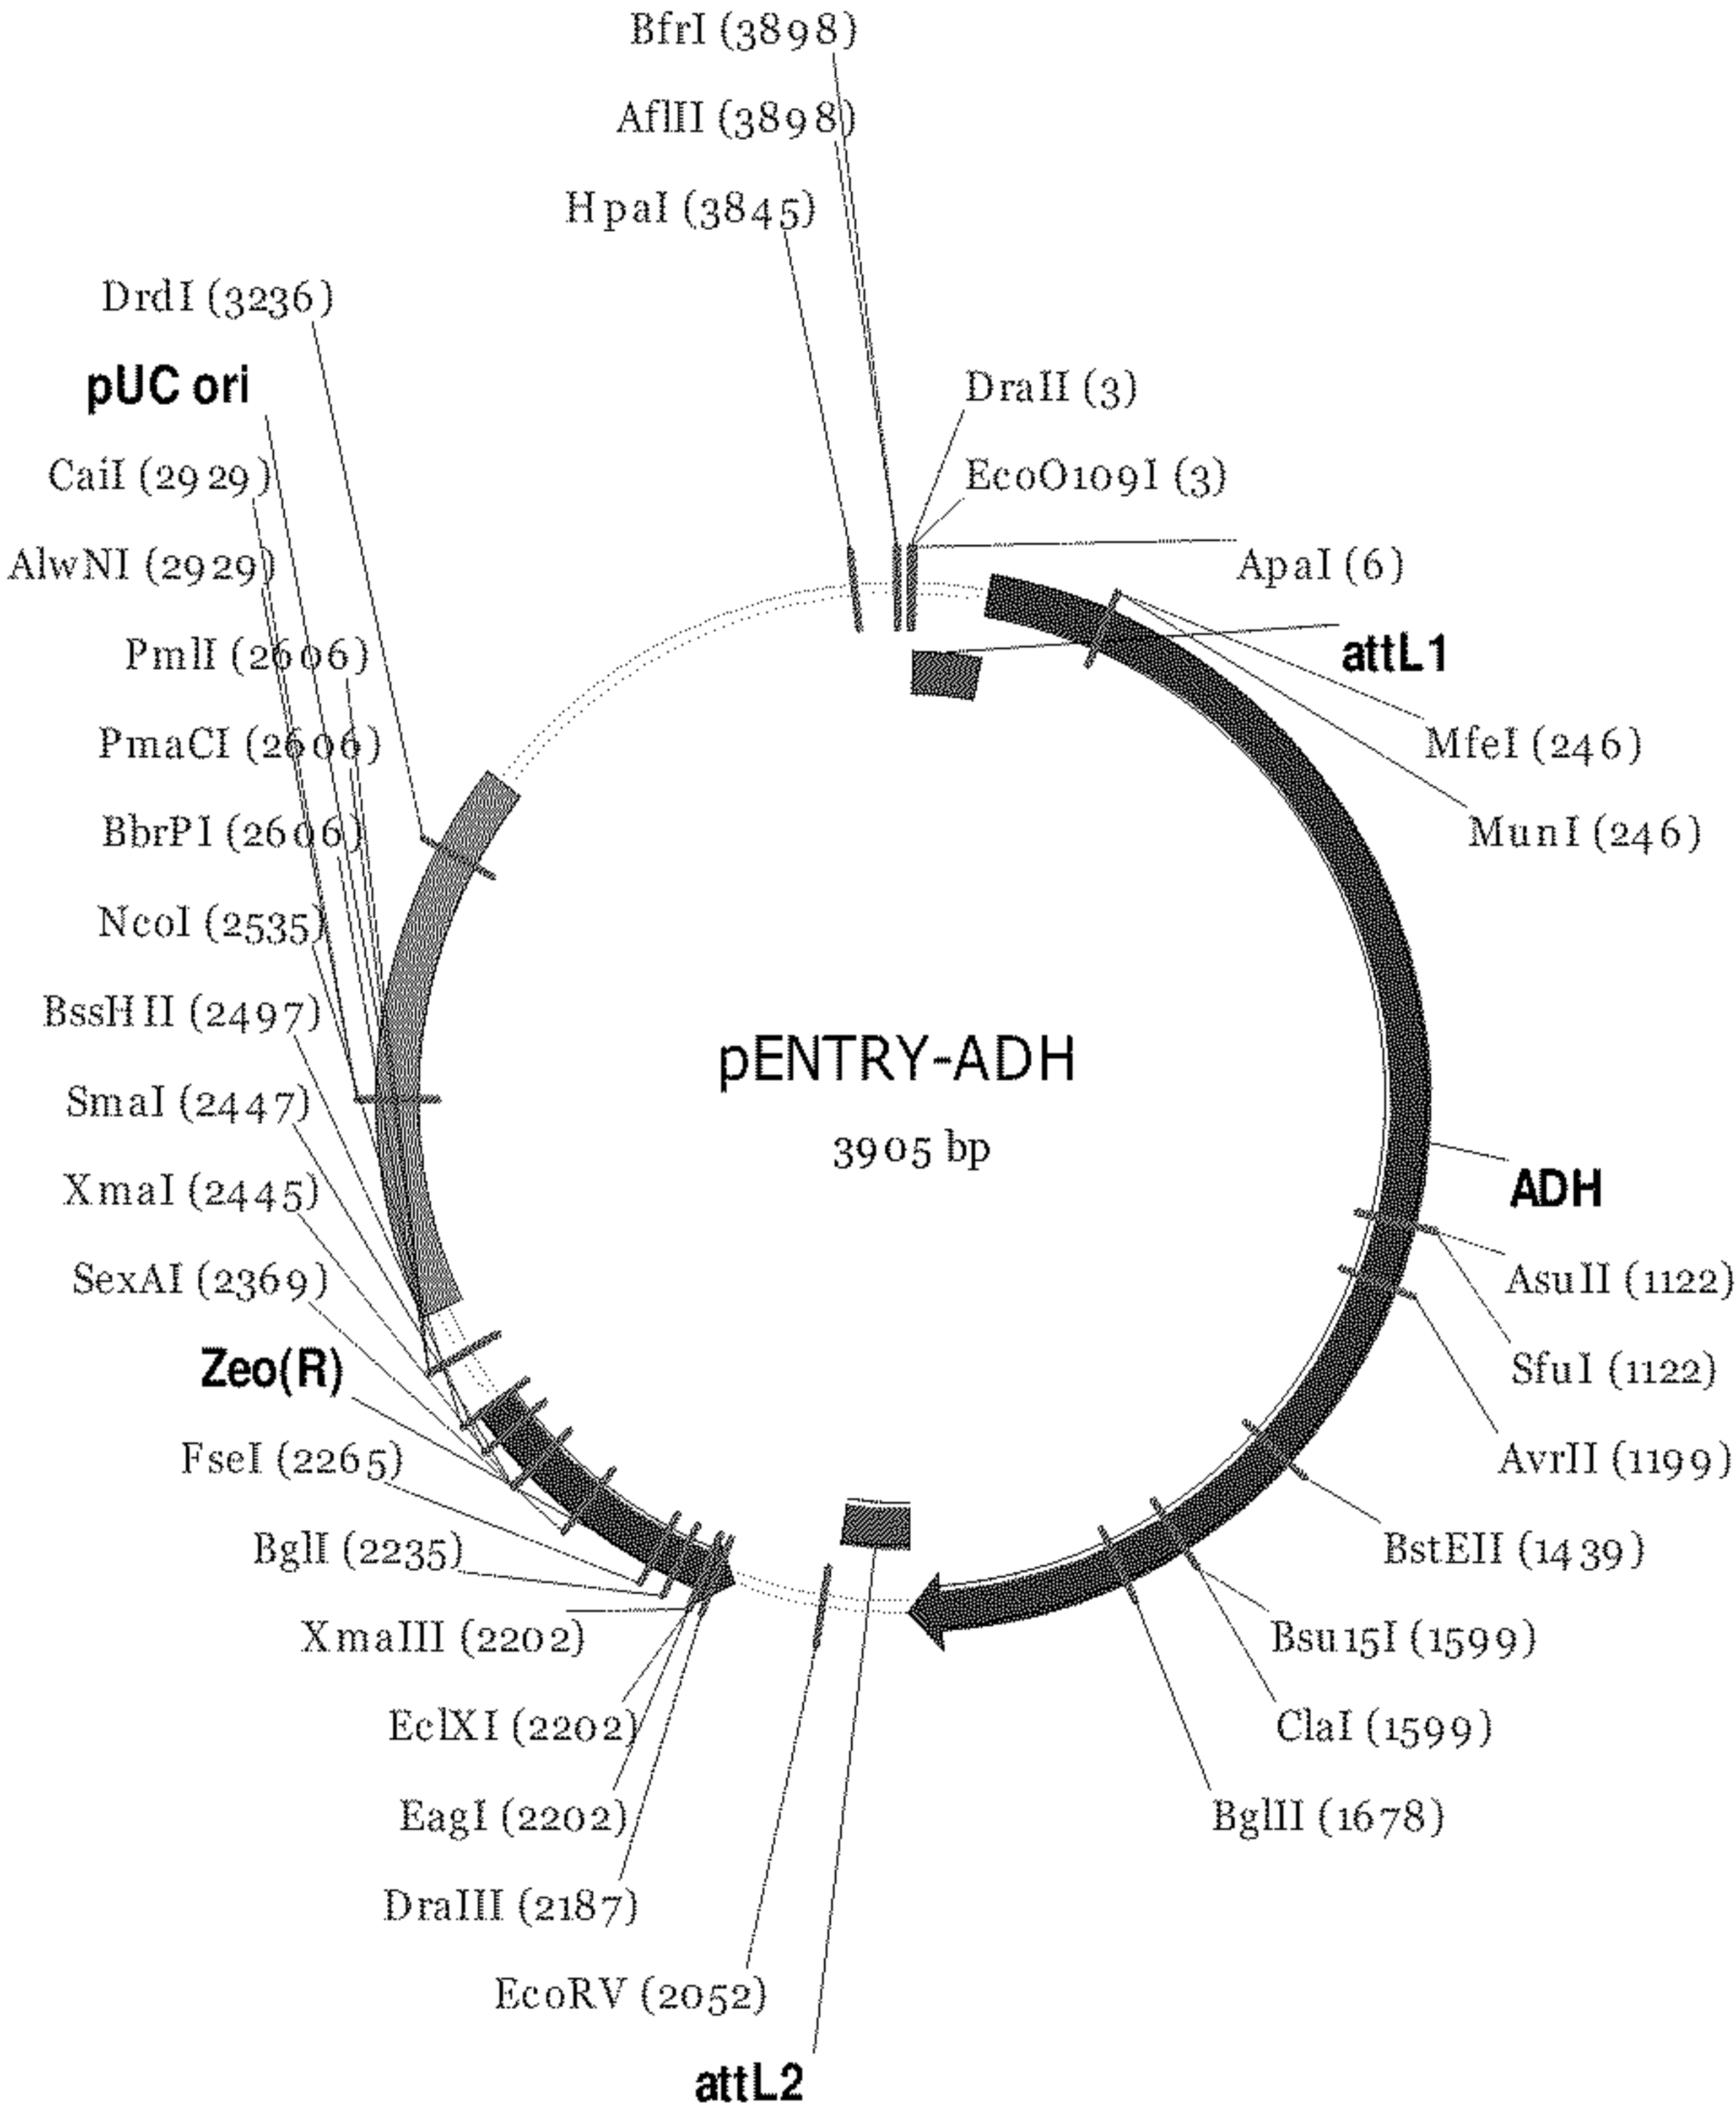 BfrI (3898)
AflII (3898)
HpaI (3845)
DrdI (3236)
pUC ori
CaiI (2929)
AlwNI (2929)
PmlI (2606)
PmaCI (2606)
BbrPI (2606)
NcoI (2535)
BssHII (2497)
SmaI (2447)
XmaI (2445)
SexAI (2369)
Zeo(R)
FseI (2265)
BglI (2235)
XmaIII (2202)
EclXI (2202)
EagI (2202)
DraIII (2187)
EcoRV (2052)
attL2
DraII (3)
EcoO109I (3)
ApaI (6)
attL1
MfeI (246)
MunI (246)
pENTRY-ADH
3905 bp
ADH
AsuII (1122)
SfuI (1122)
AvrII (1199)
BstEII (1439)
Bsu15I (1599)
ClaI (1599)
BglII (1678)